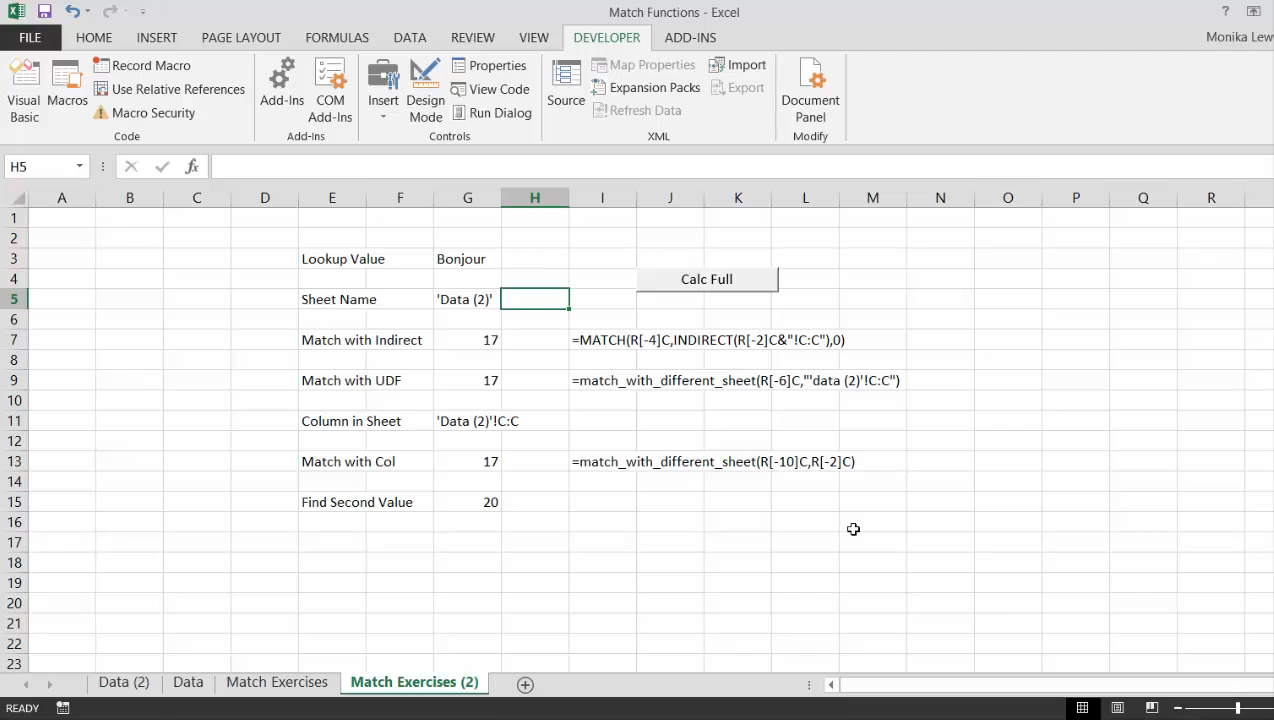 Match Functions - Excel
?
FILE HOME INSERT PAGE LAYOUT FORMULAS DATA REVIEW VIEW DEVELOPER ADD-INS Monika Lew
Visual Basic
Macros
Record Macro
Use Relative References
Macro Security
Code
Add-Ins
COM Add-Ins
Add-Ins
Insert
Design Mode
Properties
View Code
Run Dialog
Controls
Source
Map Properties
Expansion Packs
Refresh Data
Import
Export
XML
Document Panel
Modify
H5 fx
A B C D E F G H I J K L M N O P Q R
1
2
3 Lookup Value Bonjour
4 Calc Full
5 Sheet Name 'Data (2)'
6
7 Match with Indirect 17 =MATCH(R[-4]C,INDIRECT(R[-2]C&"!C:C"),0)
8
9 Match with UDF 17 =match_with_different_sheet(R[-6]C,"'data (2)'!C:C")
10
11 Column in Sheet 'Data (2)'!C:C
12
13 Match with Col 17 =match_with_different_sheet(R[-10]C,R[-2]C)
14
15 Find Second Value 20
16
17
18
19
20
21
22
23
Data (2) Data Match Exercises Match Exercises (2)
READY